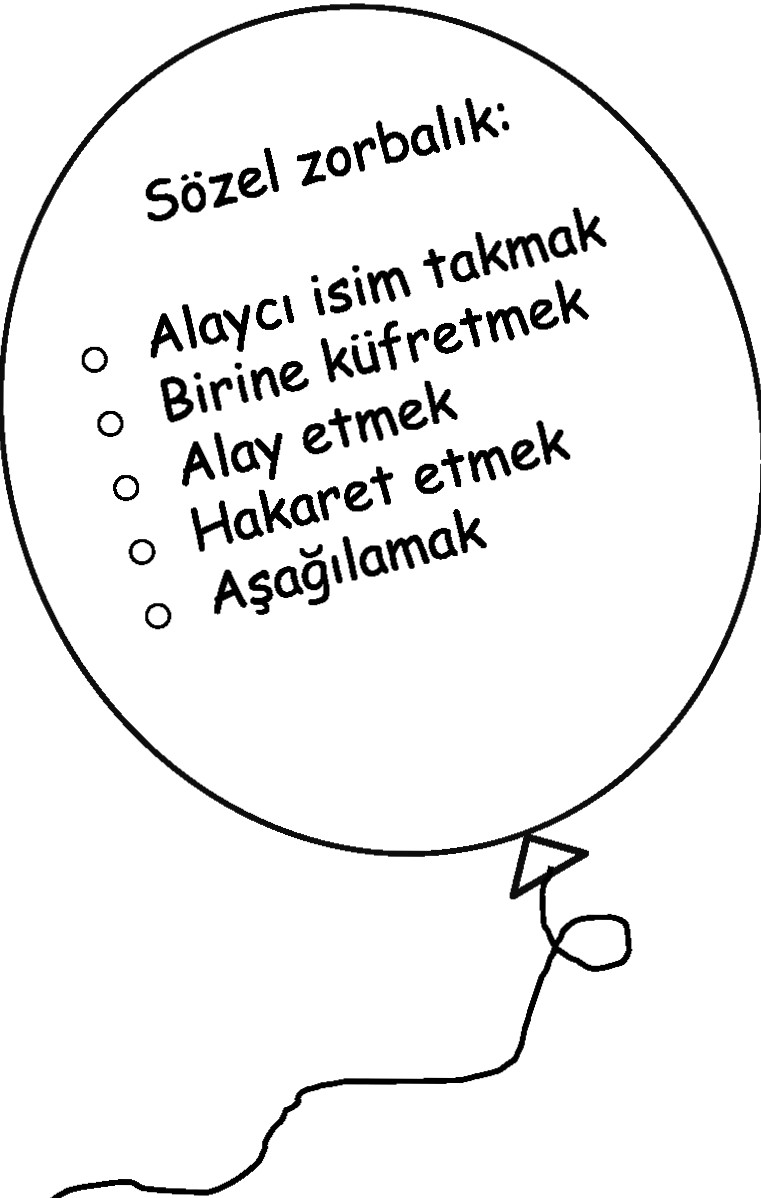 Sözel zorbalık:
Alaycı isim takmak
Birine küfretmek
Alay etmek
Hakaret etmek
Aşağılamak